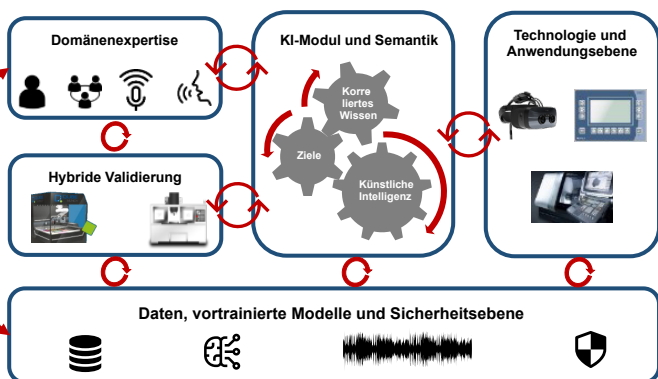 Domänenexpertise
KI-Modul und Semantik
Technologie und
Anwendungsebene
Korre
liertes
Wissen
Ziele
Künstliche
Intelligenz
Hybride Validierung
Daten, vortrainierte Modelle und Sicherheitsebene